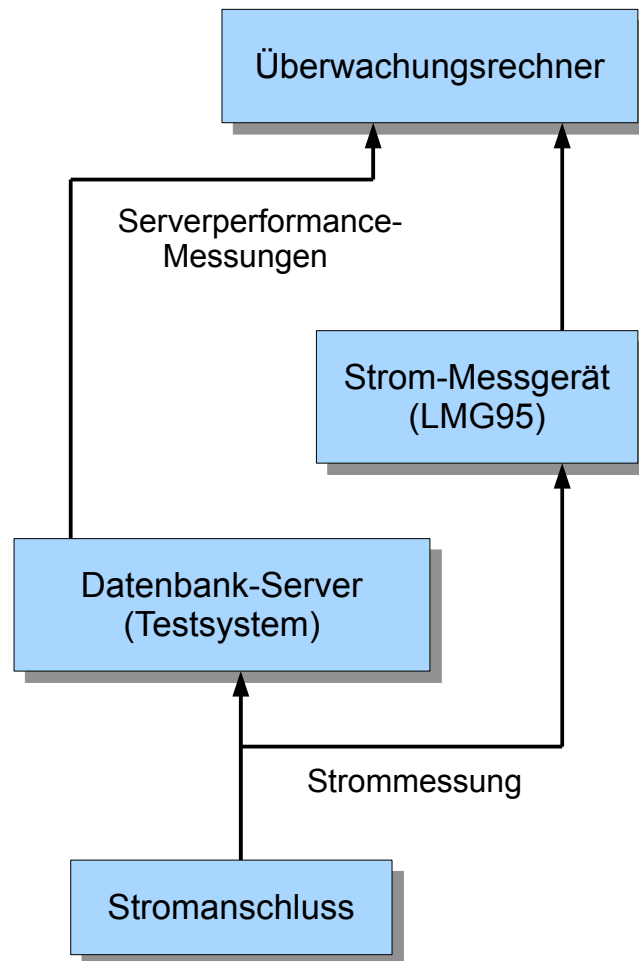 Überwachungsrechner
Serverperformance-
Messungen
Strom-Messgerät
(LMG95)
Datenbank-Server
(Testsystem)
Strommessung
Stromanschluss